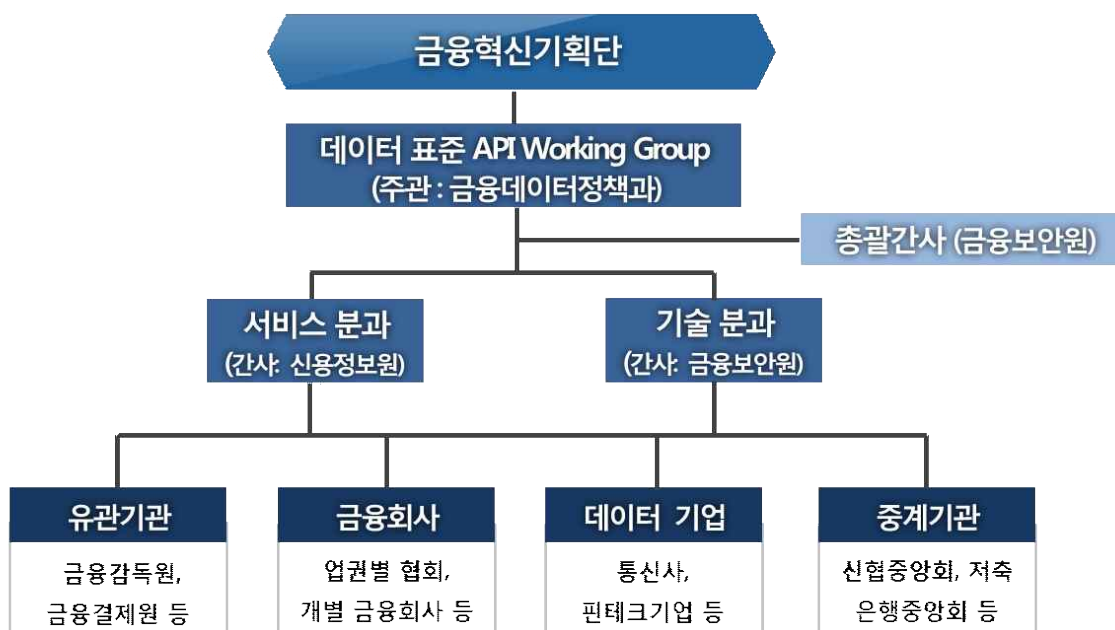 금융혁신기획단
데이터 표준 API Working Group
(주관 : 금융데이터정책과)
총괄간사 (금융보안원)
서비스 분과
(간사: 신용정보원)
기술 분과
(간사: 금융보안원)
유관기관
금융감독원,
금융결제원 등
금융회사
업권별 협회,
개별 금융회사 등
데이터 기업
통신사,
핀테크기업 등
중계기관
신협중앙회, 저축
은행중앙회 등